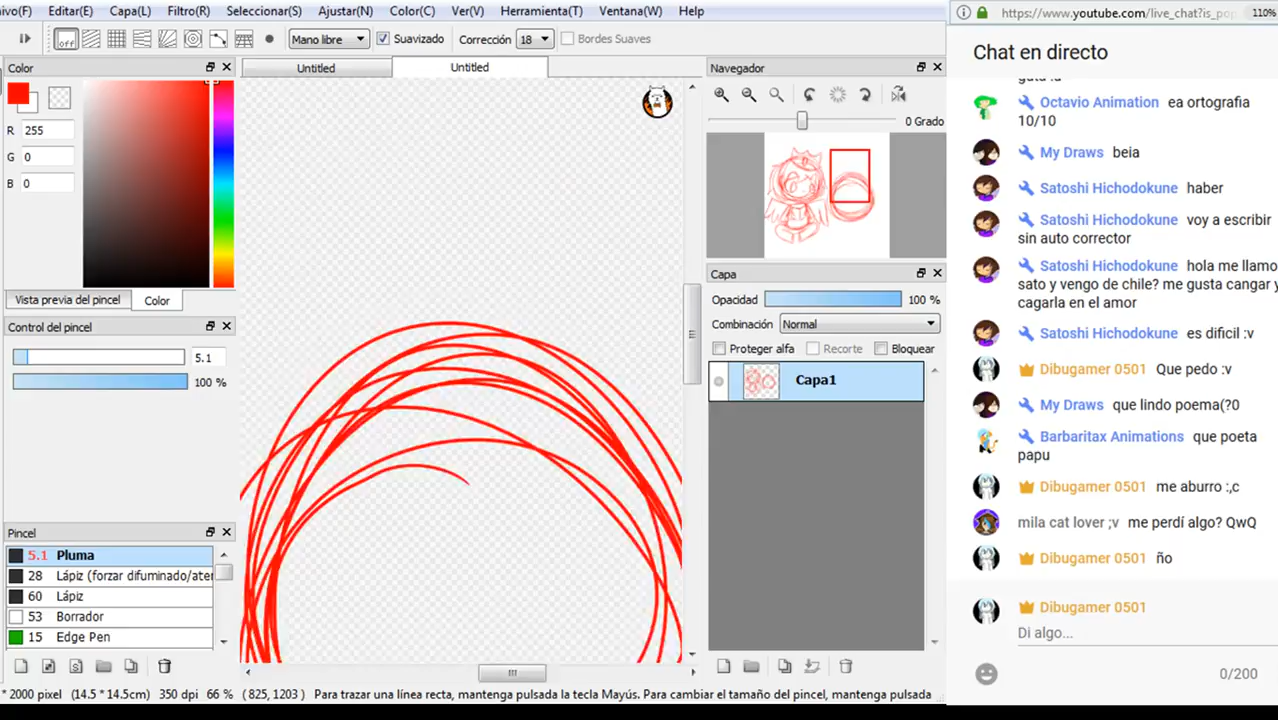 ivo(F) Editar(E) Capa(L) Filtro(R) Seleccionar(S) Ajustar(N) Color(C) Ver(V) Herramienta(T) Ventana(W) Help
off Mano libre Suavizado Corrección 18 Bordes Suaves
Color
R 255
G 0
B 0
Vista previa del pincel Color
Control del pincel
5.1
100 %
Pincel
5.1 Pluma
28 Lápiz (forzar difuminado/ater
60 Lápiz
53 Borrador
15 Edge Pen
Untitled Untitled
Navegador
0 Grado
Capa
Opacidad 100 %
Combinación Normal
Proteger alfa Recorte Bloquear
Capa1
* 2000 pixel (14.5 * 14.5cm) 350 dpi 66 % ( 825, 1203 ) Para trazar una línea recta, mantenga pulsada la tecla Mayús. Para cambiar el tamaño del pincel, mantenga pulsada
https://www.youtube.com/live_chat?is_pop 110%
Chat en directo
Octavio Animation ea ortografia
10/10
My Draws beia
Satoshi Hichodokune haber
Satoshi Hichodokune voy a escribir
sin auto corrector
Satoshi Hichodokune hola me llamo
sato y vengo de chile? me gusta cangar y
cagarla en el amor
Satoshi Hichodokune es dificil :v
Dibugamer 0501 Que pedo :v
My Draws que lindo poema(?0
Barbaritax Animations que poeta
papu
Dibugamer 0501 me aburro :,c
mila cat lover ;v me perdí algo? QwQ
Dibugamer 0501 ño
Dibugamer 0501
Di algo...
0/200